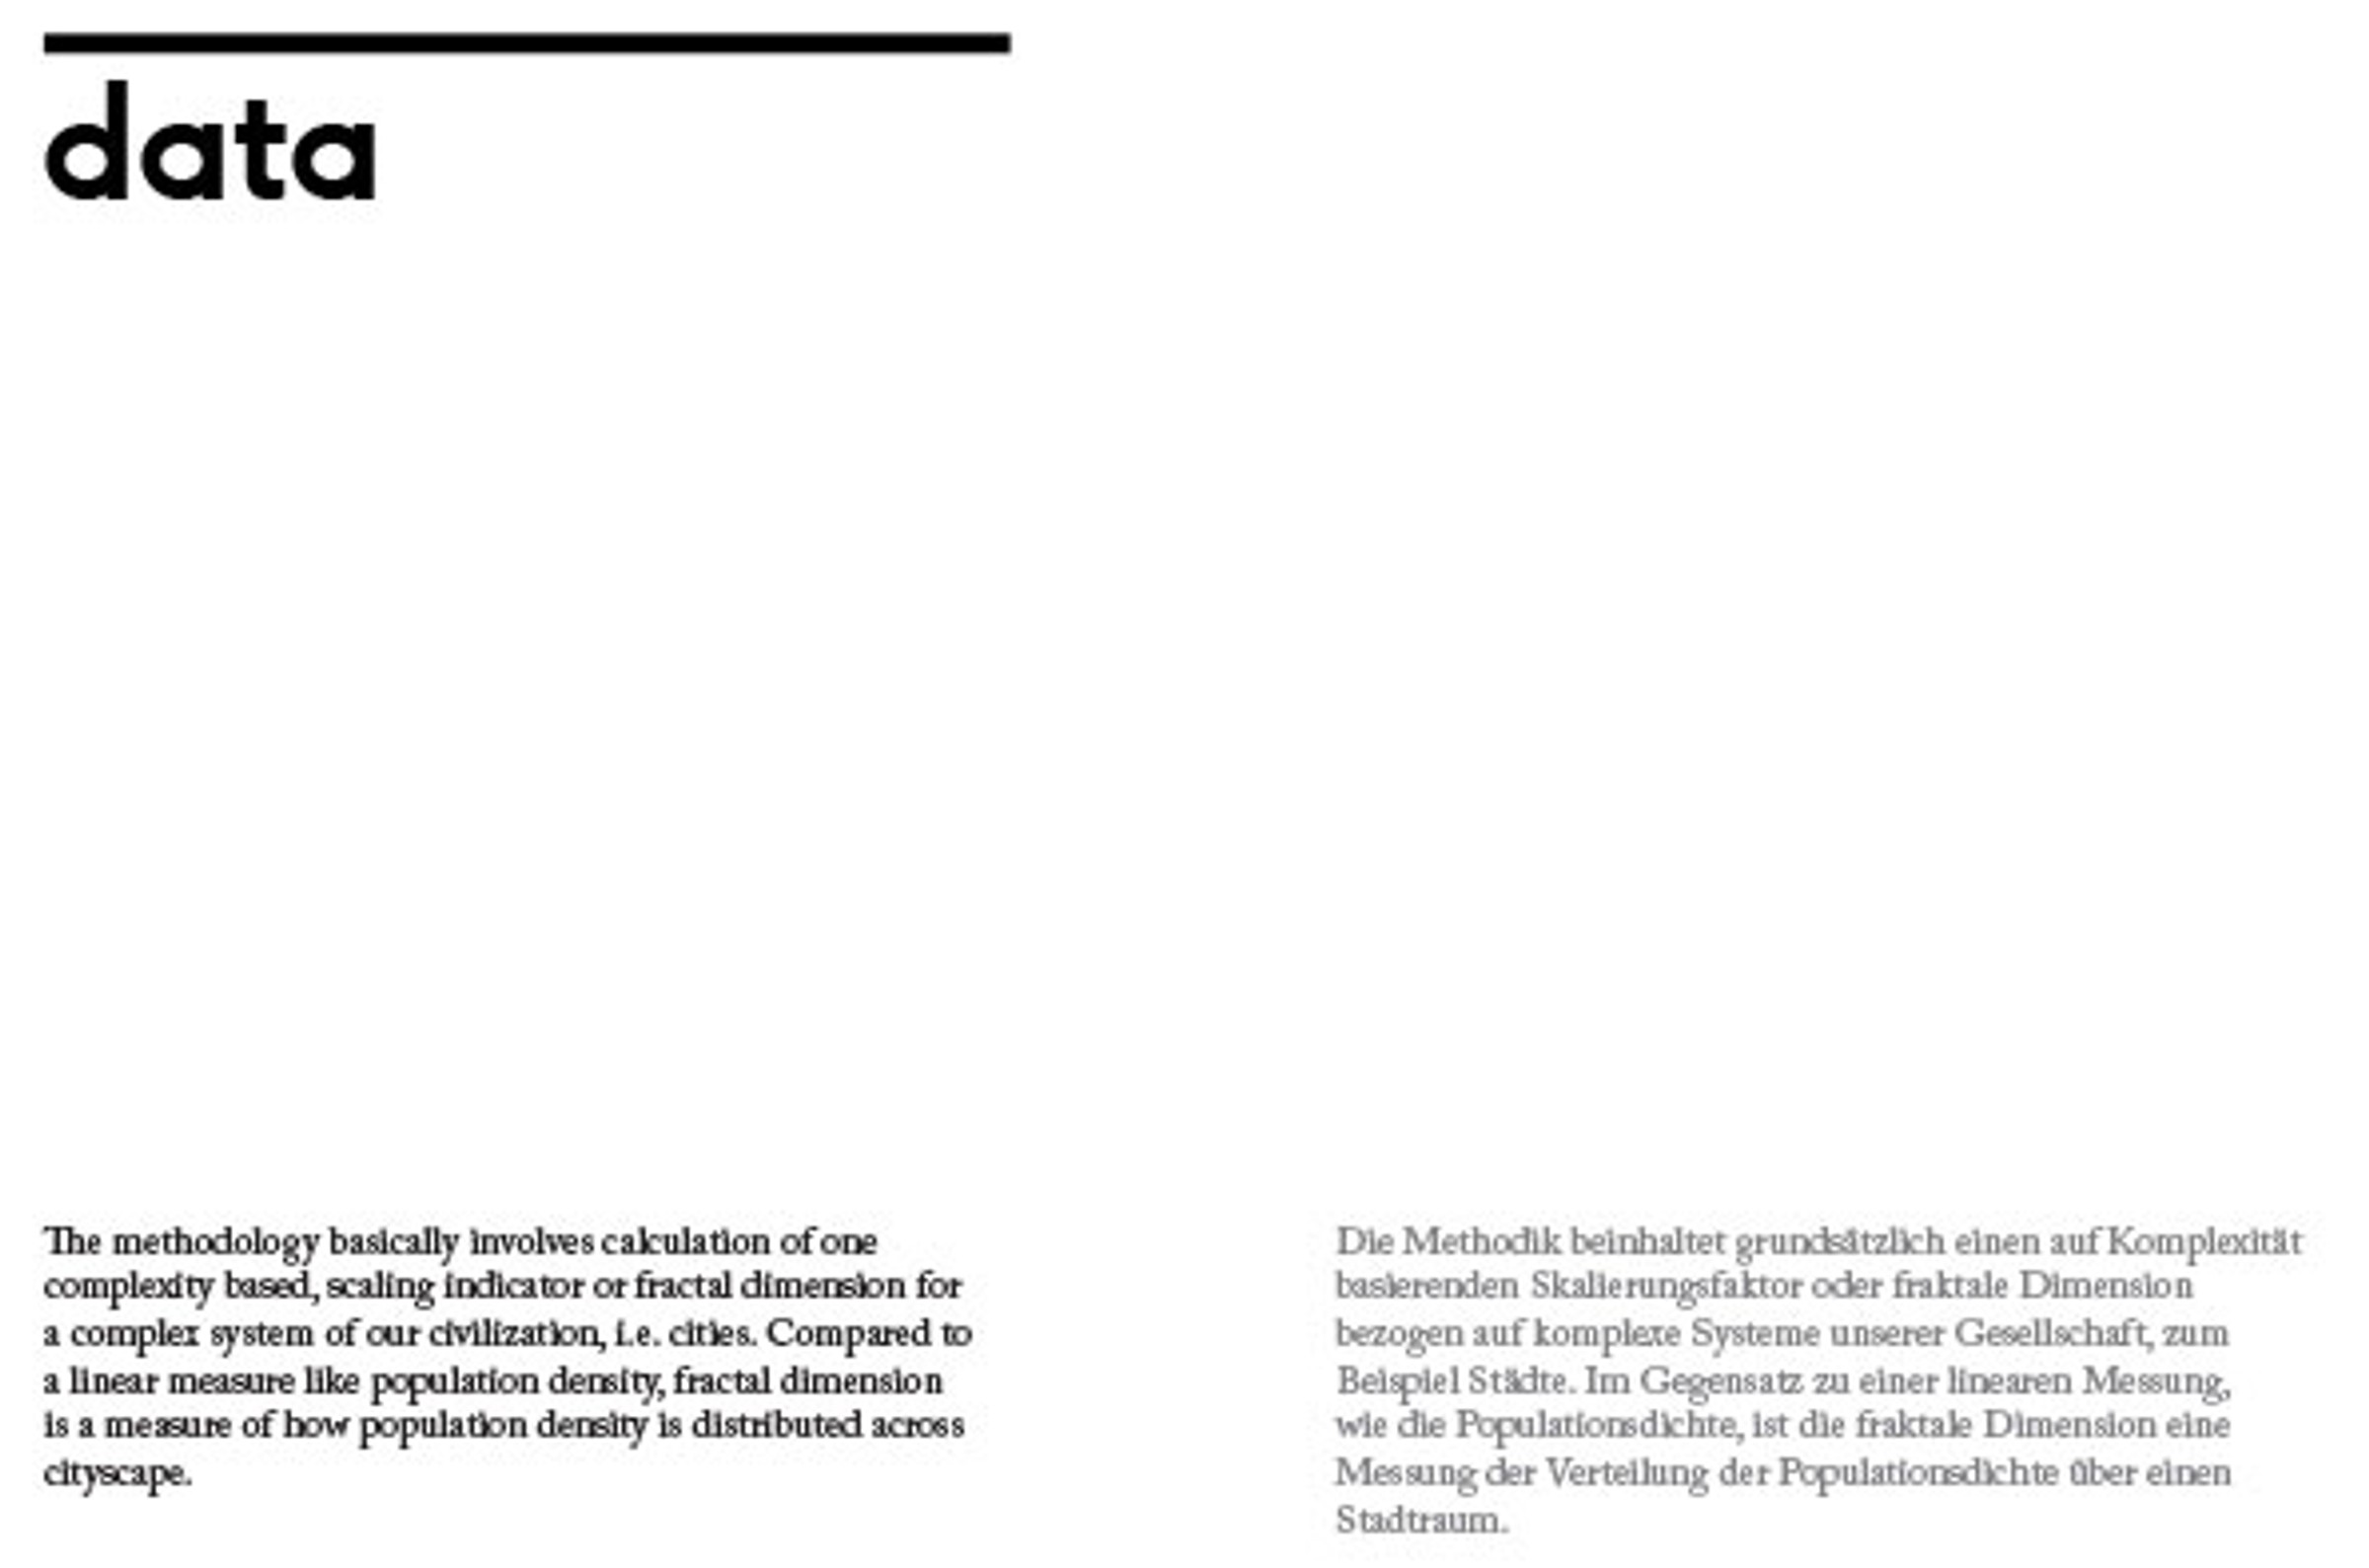 data
The methodology basically involves calculation of one
complexity based, scaling indicator or fractal dimension for
a complex system of our civilization, i.e. cities. Compared to
a linear measure like population density, fractal dimension
is a measure of how population density is distributed across
cityscape.
Die Methodik beinhaltet grundsätzlich einen auf Komplexität
basierenden Skalierungsfaktor oder fraktale Dimension
bezogen auf komplexe Systeme unserer Gesellschaft, zum
Beispiel Städte. Im Gegensatz zu einer linearen Messung,
wie die Populationsdichte, ist die fraktale Dimension eine
Messung der Verteilung der Populationsdichte über einen
Stadtraum.